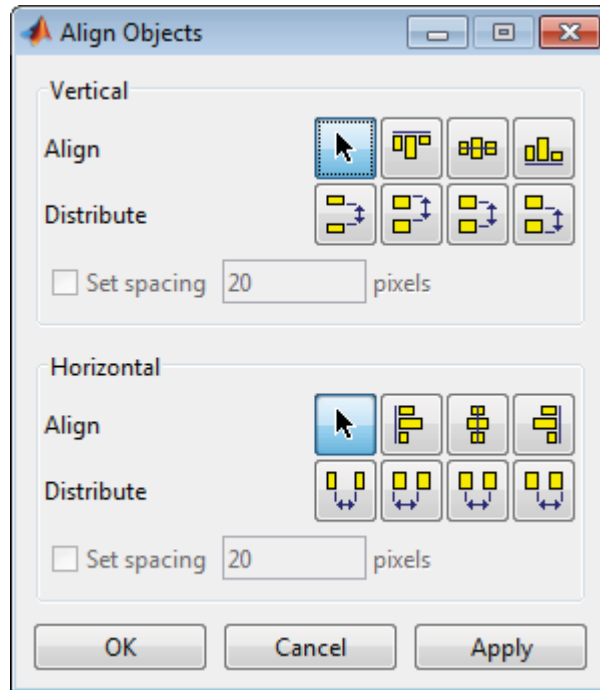 Align Objects
Vertical
Align
Distribute
Set spacing 20 pixels
Horizontal
Align
Distribute
Set spacing 20 pixels
OK Cancel Apply